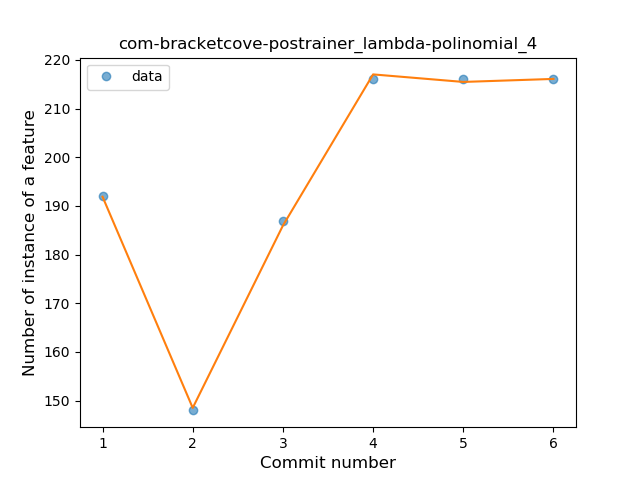 com-bracketcove-postrainer_lambda-polinomial_4
data
220
210
200
190
180
170
160
150
Number of instance of a feature
1 2 3 4 5 6
Commit number